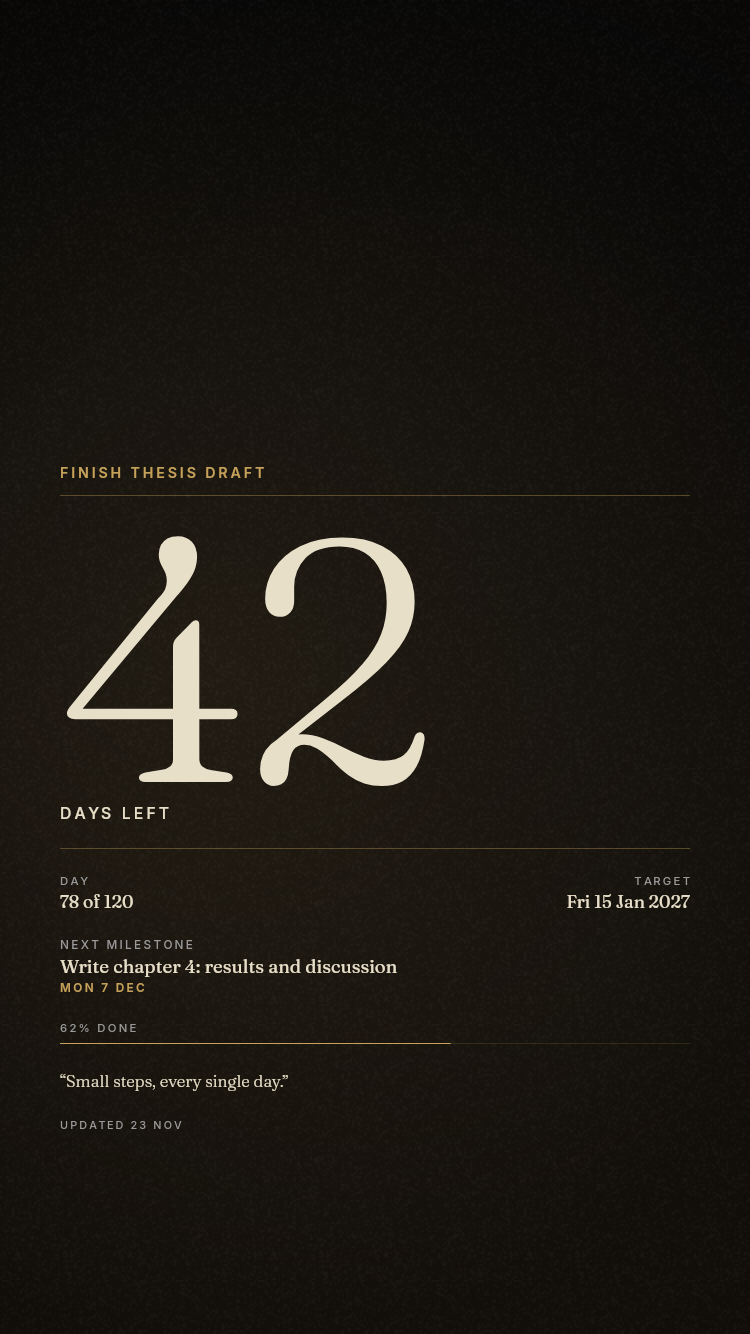 FINISH THESIS DRAFT
42
DAYS LEFT
DAY
TARGET
78 of 120
Fri 15 Jan 2027
NEXT MILESTONE
Write chapter 4: results and discussion
MON 7 DEC
62% DONE
“Small steps, every single day.”
UPDATED 23 NOV